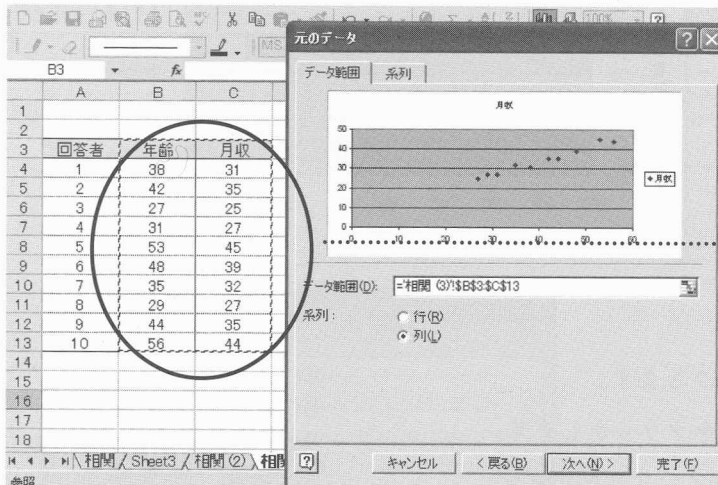 100%
元のデータ
B3 fx
MS
データ範囲 系列
A B C
1
2
3 回答者 年齢 月収
4 1 38 31
5 2 42 35
6 3 27 25
7 4 31 27
8 5 53 45
9 6 48 39
10 7 35 32
11 8 29 27
12 9 44 35
13 10 56 44
14
15
16
17
18
相関 Sheet3 相関 (2) 相関
参照
月収
50
40
30
20
10
0
0 10 20 30 40 50 60
月収
データ範囲(D): ='相関 (3)'!$B$3:$C$13
系列: 行(R)
列(L)
キャンセル < 戻る(B) 次へ(N) > 完了(F)